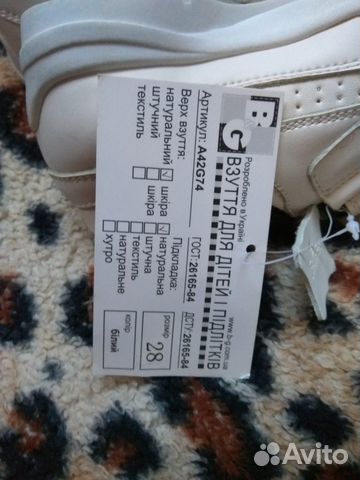 B
G
Розроблено в Україні
www.b-g.com.ua
ВЗУТТЯ ДЛЯ ДІТЕЙ І ПІДЛІТКІВ
Артикул: A42G74
ГОСТ:26165-84
ДСТУ:26165-84
Верх взуття:
натуральний
шкіра
штучний
шкіра
текстиль
Підкладка:
натуральна
шкіра
штучна
текстиль
натуральне
хутро
розмір
28
колір
білий
Avito